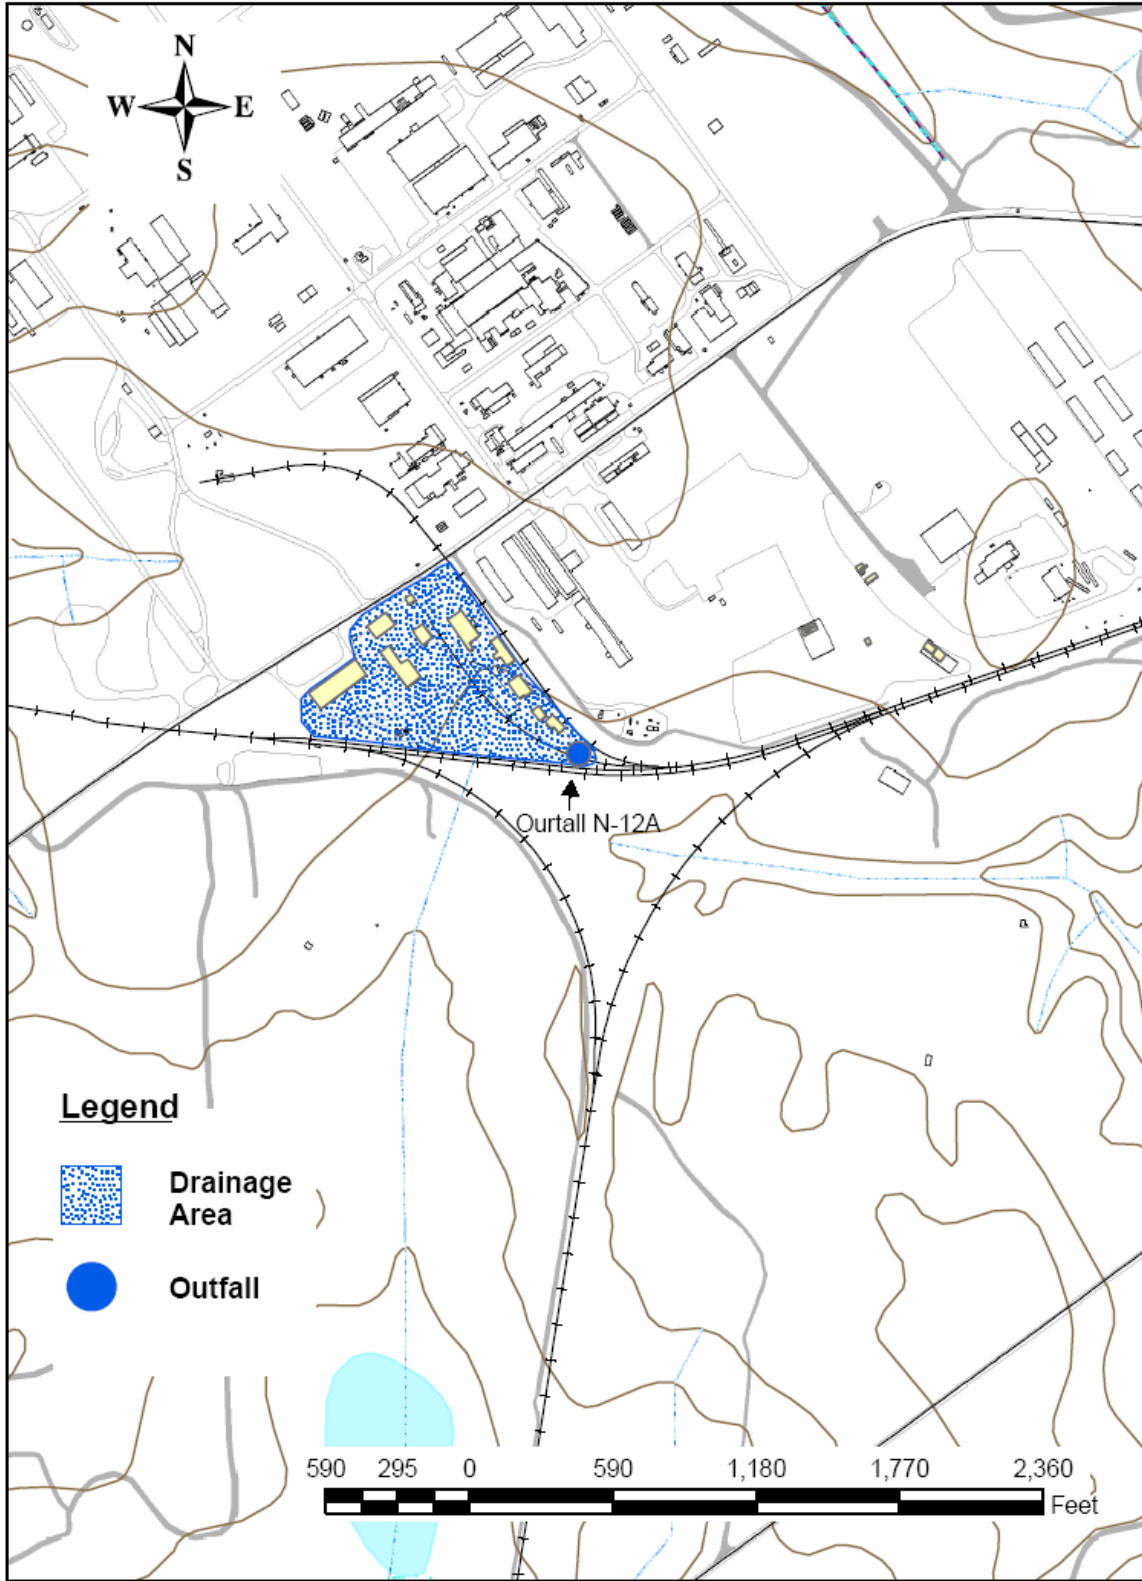 N
W E
S
Ourtall N-12A
Legend
Drainage
Area
Outfall
590 295 0 590 1,180 1,770 2,360
Feet